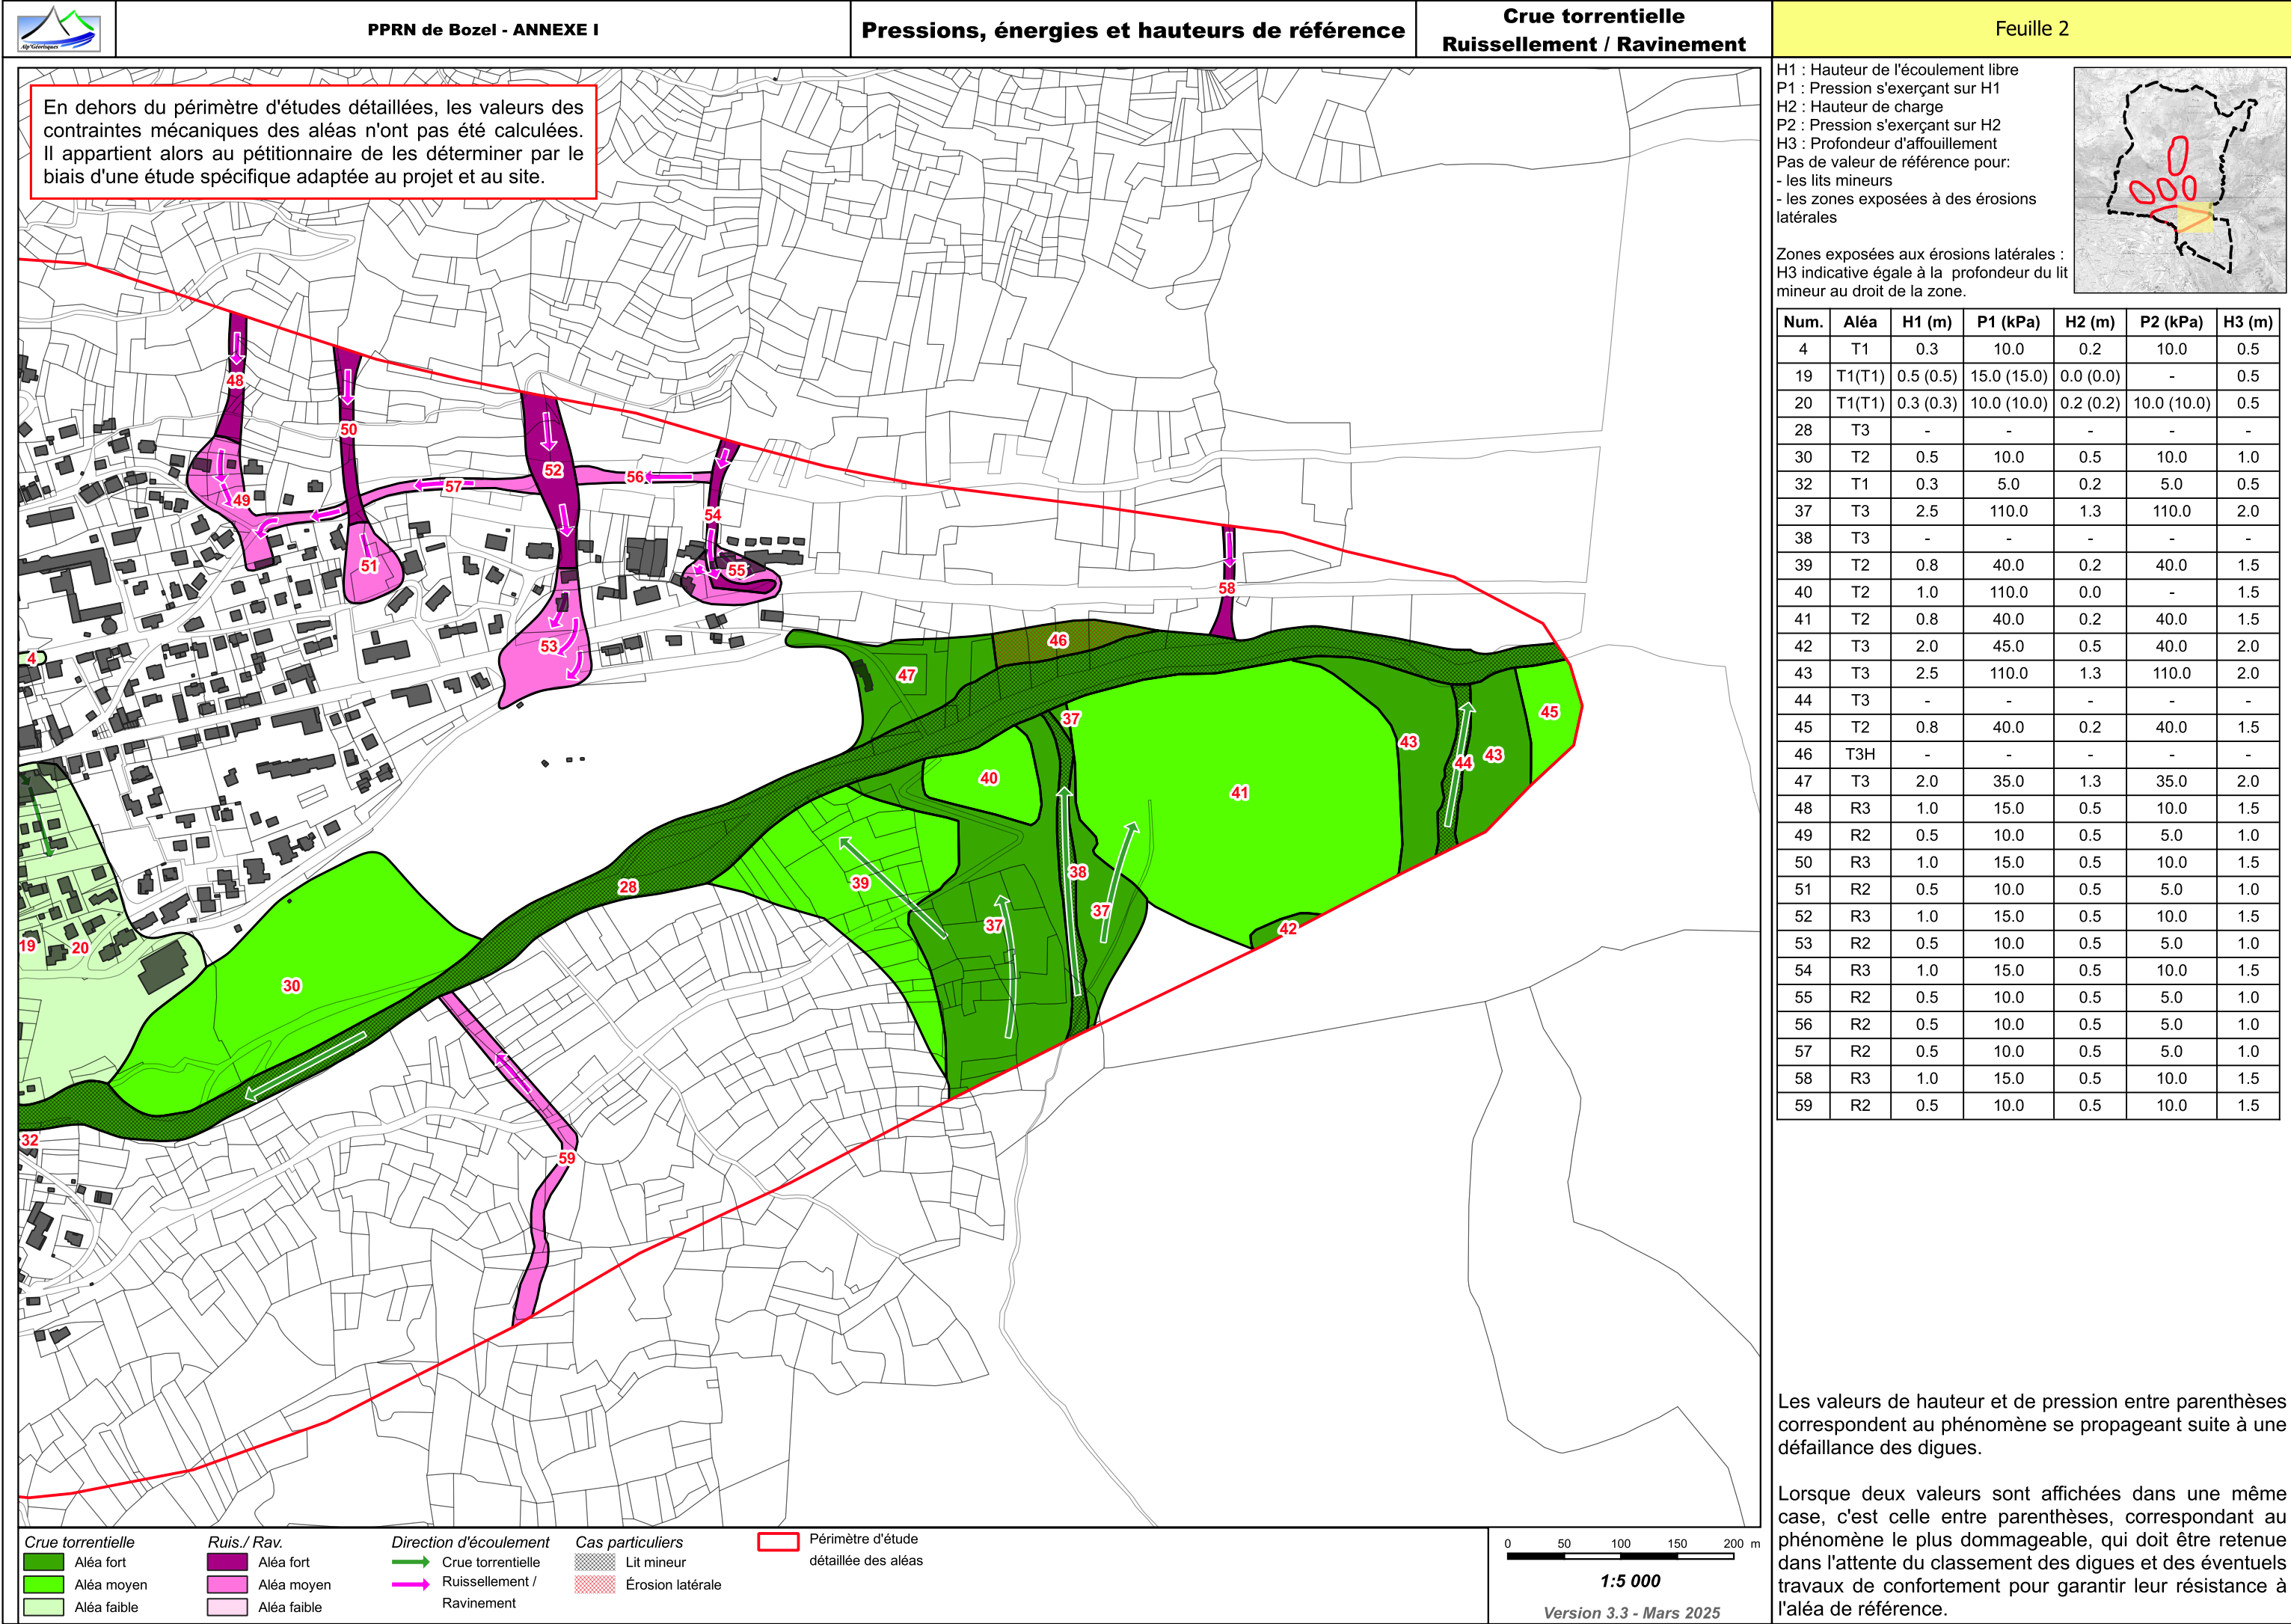 Alp'Géorisques
PPRN de Bozel - ANNEXE I
Pressions, énergies et hauteurs de référence
Crue torrentielle
Ruissellement / Ravinement
Feuille 2
En dehors du périmètre d'études détaillées, les valeurs des
contraintes mécaniques des aléas n'ont pas été calculées.
Il appartient alors au pétitionnaire de les déterminer par le
biais d'une étude spécifique adaptée au projet et au site.
48
50
52
56
57
49
54
51
55
58
53
46
4
47
37
45
43
43
44
40
41
38
39
28
37
37
42
19
20
30
32
59
H1 : Hauteur de l'écoulement libre
P1 : Pression s'exerçant sur H1
H2 : Hauteur de charge
P2 : Pression s'exerçant sur H2
H3 : Profondeur d'affouillement
Pas de valeur de référence pour:
- les lits mineurs
- les zones exposées à des érosions
latérales
Zones exposées aux érosions latérales :
H3 indicative égale à la profondeur du lit
mineur au droit de la zone.
Num. Aléa H1 (m) P1 (kPa) H2 (m) P2 (kPa) H3 (m)
4 T1 0.3 10.0 0.2 10.0 0.5
19 T1(T1) 0.5 (0.5) 15.0 (15.0) 0.0 (0.0) - 0.5
20 T1(T1) 0.3 (0.3) 10.0 (10.0) 0.2 (0.2) 10.0 (10.0) 0.5
28 T3 - - - - -
30 T2 0.5 10.0 0.5 10.0 1.0
32 T1 0.3 5.0 0.2 5.0 0.5
37 T3 2.5 110.0 1.3 110.0 2.0
38 T3 - - - - -
39 T2 0.8 40.0 0.2 40.0 1.5
40 T2 1.0 110.0 0.0 - 1.5
41 T2 0.8 40.0 0.2 40.0 1.5
42 T3 2.0 45.0 0.5 40.0 2.0
43 T3 2.5 110.0 1.3 110.0 2.0
44 T3 - - - - -
45 T2 0.8 40.0 0.2 40.0 1.5
46 T3H - - - - -
47 T3 2.0 35.0 1.3 35.0 2.0
48 R3 1.0 15.0 0.5 10.0 1.5
49 R2 0.5 10.0 0.5 5.0 1.0
50 R3 1.0 15.0 0.5 10.0 1.5
51 R2 0.5 10.0 0.5 5.0 1.0
52 R3 1.0 15.0 0.5 10.0 1.5
53 R2 0.5 10.0 0.5 5.0 1.0
54 R3 1.0 15.0 0.5 10.0 1.5
55 R2 0.5 10.0 0.5 5.0 1.0
56 R2 0.5 10.0 0.5 5.0 1.0
57 R2 0.5 10.0 0.5 5.0 1.0
58 R3 1.0 15.0 0.5 10.0 1.5
59 R2 0.5 10.0 0.5 10.0 1.5
Les valeurs de hauteur et de pression entre parenthèses
correspondent au phénomène se propageant suite à une
défaillance des digues.
Lorsque deux valeurs sont affichées dans une même
case, c'est celle entre parenthèses, correspondant au
phénomène le plus dommageable, qui doit être retenue
dans l'attente du classement des digues et des éventuels
travaux de confortement pour garantir leur résistance à
l'aléa de référence.
Crue torrentielle
Aléa fort
Aléa moyen
Aléa faible
Ruis./ Rav.
Aléa fort
Aléa moyen
Aléa faible
Direction d'écoulement
Crue torrentielle
Ruissellement /
Ravinement
Cas particuliers
Lit mineur
Érosion latérale
Périmètre d'étude
détaillée des aléas
0 50 100 150 200 m
1:5 000
Version 3.3 - Mars 2025